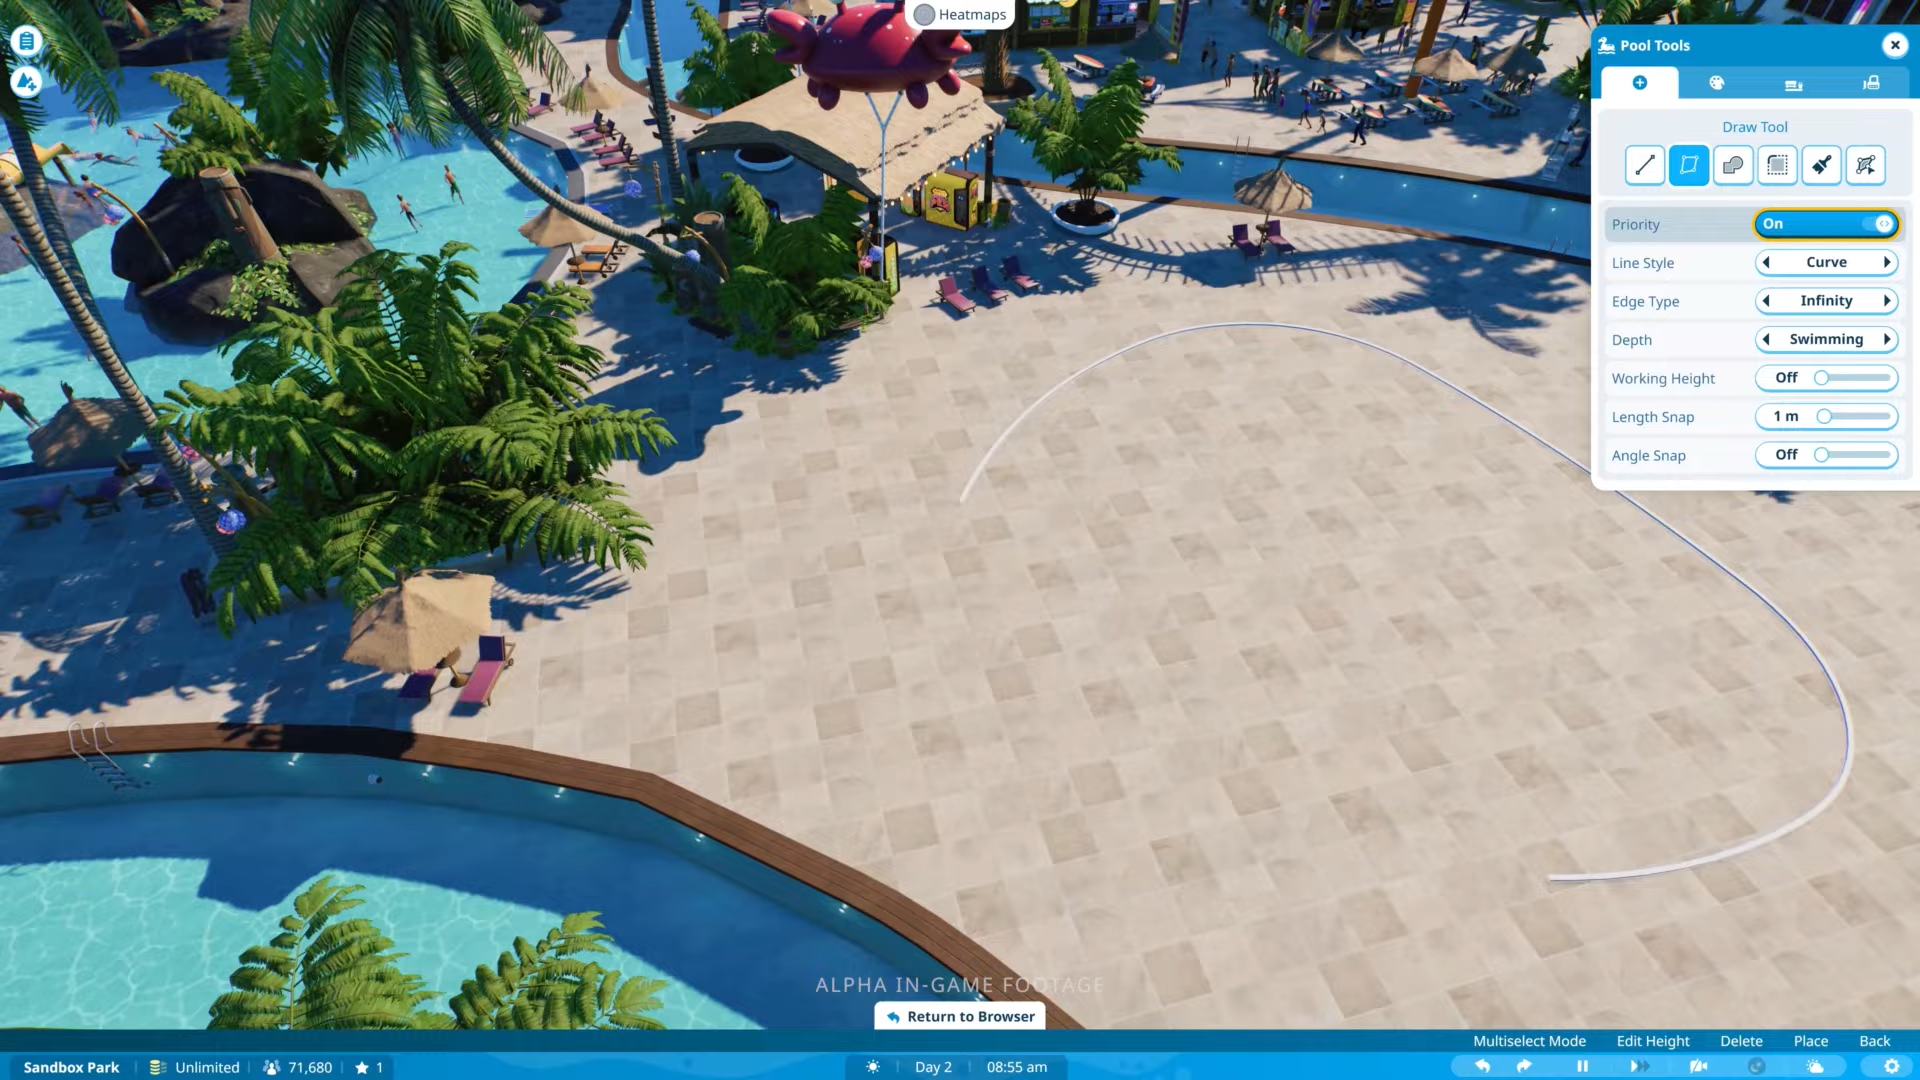 Heatmaps
Pool Tools
Draw Tool
Priority On
Line Style Curve
Edge Type Infinity
Depth Swimming
Working Height Off
Length Snap 1 m
Angle Snap Off
ALPHA IN-GAME FOOTAGE
Return to Browser
Multiselect Mode Edit Height Delete Place Back
Sandbox Park Unlimited 71,680 1 Day 2 08:55 am